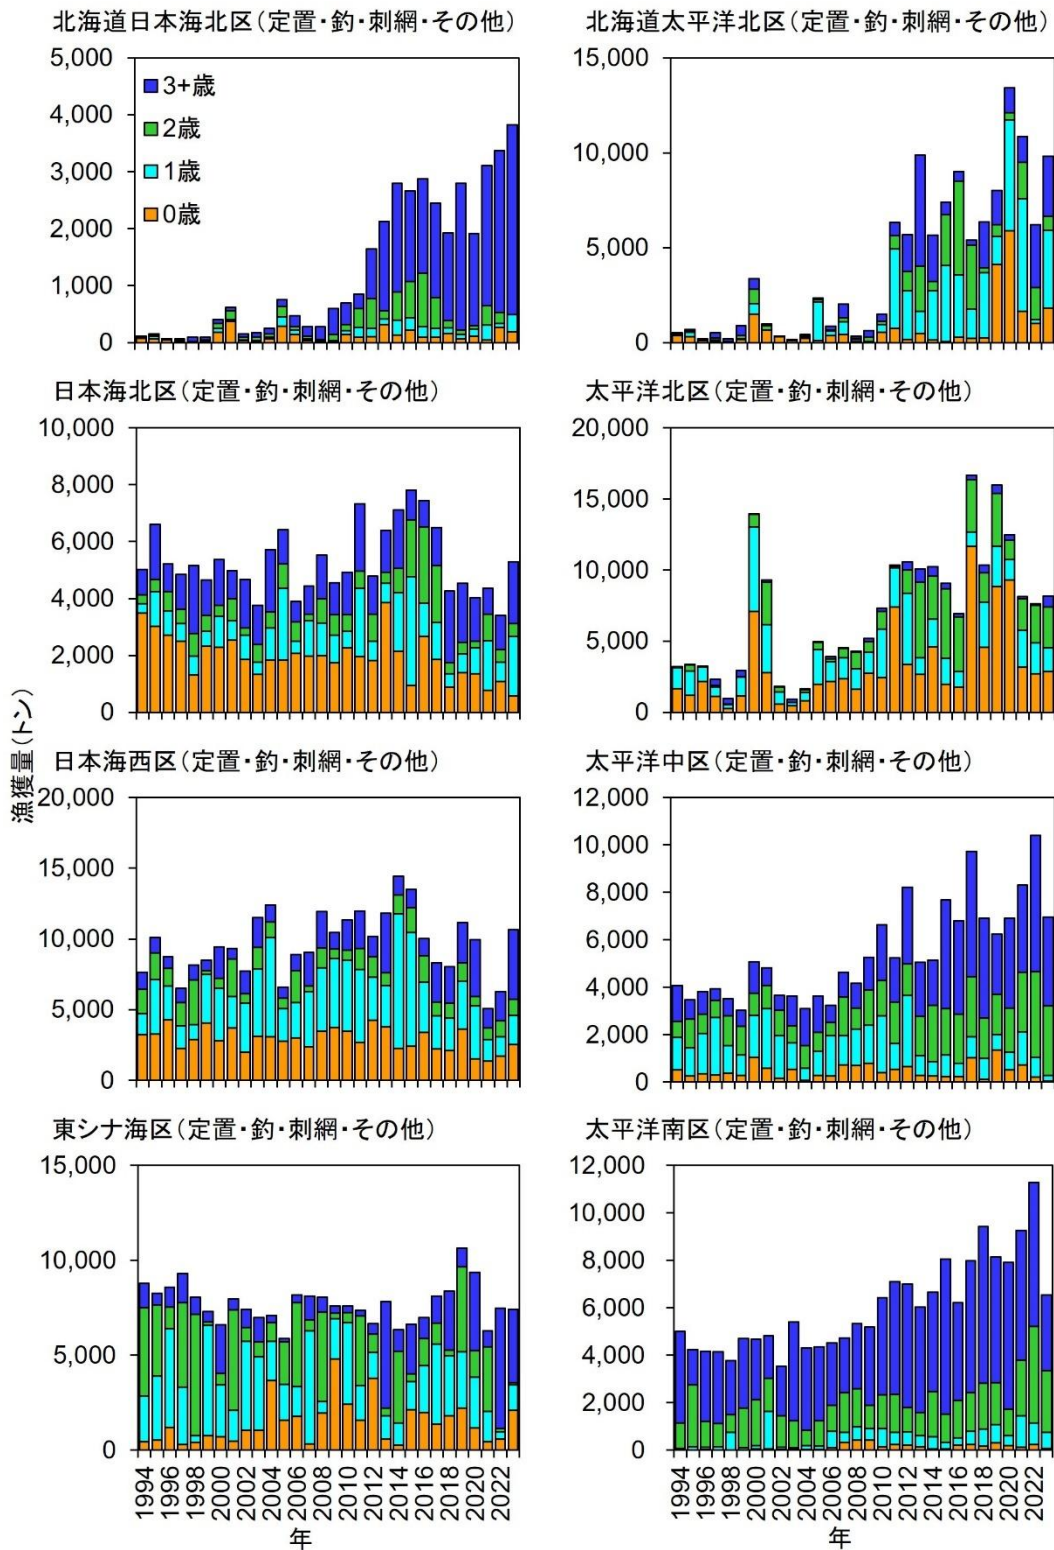 北海道日本海北区(定置・釣・刺網・その他)
5,000
4,000
3,000
2,000
1,000
0
3+歳
2歳
1歳
0歳
北海道太平洋北区(定置・釣・刺網・その他)
15,000
10,000
5,000
0
日本海北区(定置・釣・刺網・その他)
10,000
8,000
6,000
4,000
2,000
0
太平洋北区(定置・釣・刺網・その他)
20,000
15,000
10,000
5,000
0
漁獲量(トン)
日本海西区(定置・釣・刺網・その他)
20,000
15,000
10,000
5,000
0
太平洋中区(定置・釣・刺網・その他)
12,000
10,000
8,000
6,000
4,000
2,000
0
東シナ海区(定置・釣・刺網・その他)
15,000
10,000
5,000
0
1994 1996 1998 2000 2002 2004 2006 2008 2010 2012 2014 2016 2018 2020 2022
年
太平洋南区(定置・釣・刺網・その他)
12,000
10,000
8,000
6,000
4,000
2,000
0
1994 1996 1998 2000 2002 2004 2006 2008 2010 2012 2014 2016 2018 2020 2022
年